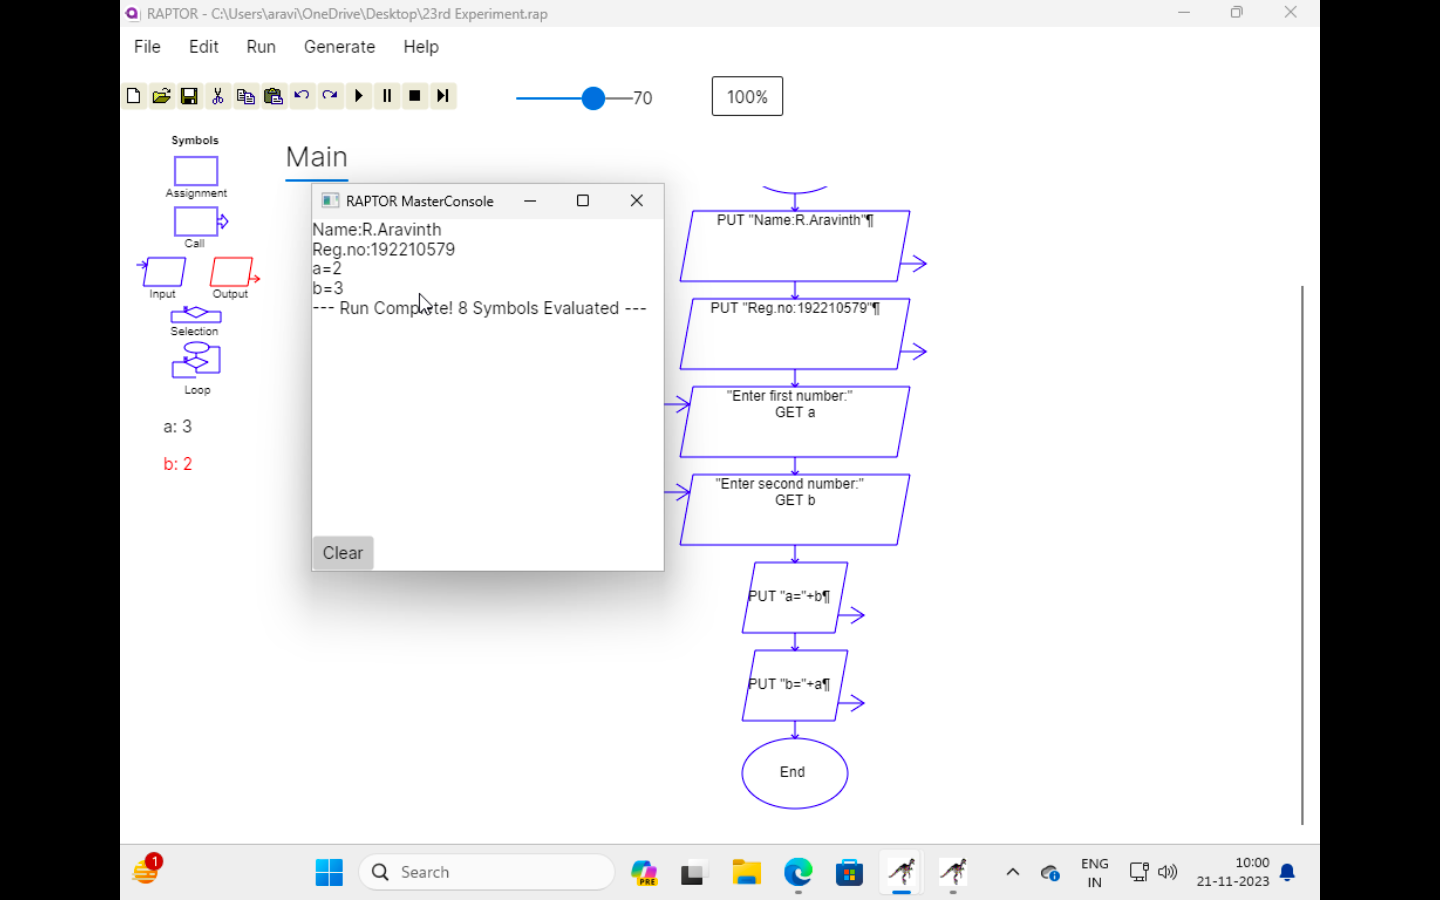 RAPTOR - C:\Users\aravi\OneDrive\Desktop\23rd Experiment.rap
File Edit Run Generate Help
70
100%
Symbols
Assignment
Call
Input Output
Selection
Loop
a: 3
b: 2
Main
RAPTOR MasterConsole
Name:R.Aravinth
Reg.no:192210579
a=2
b=3
--- Run Complete! 8 Symbols Evaluated ---
Clear
PUT "Name:R.Aravinth"¶
PUT "Reg.no:192210579"¶
"Enter first number:"
GET a
"Enter second number:"
GET b
PUT "a="+b¶
PUT "b="+a¶
End
1
Search
PRE
ENG
IN
10:00
21-11-2023